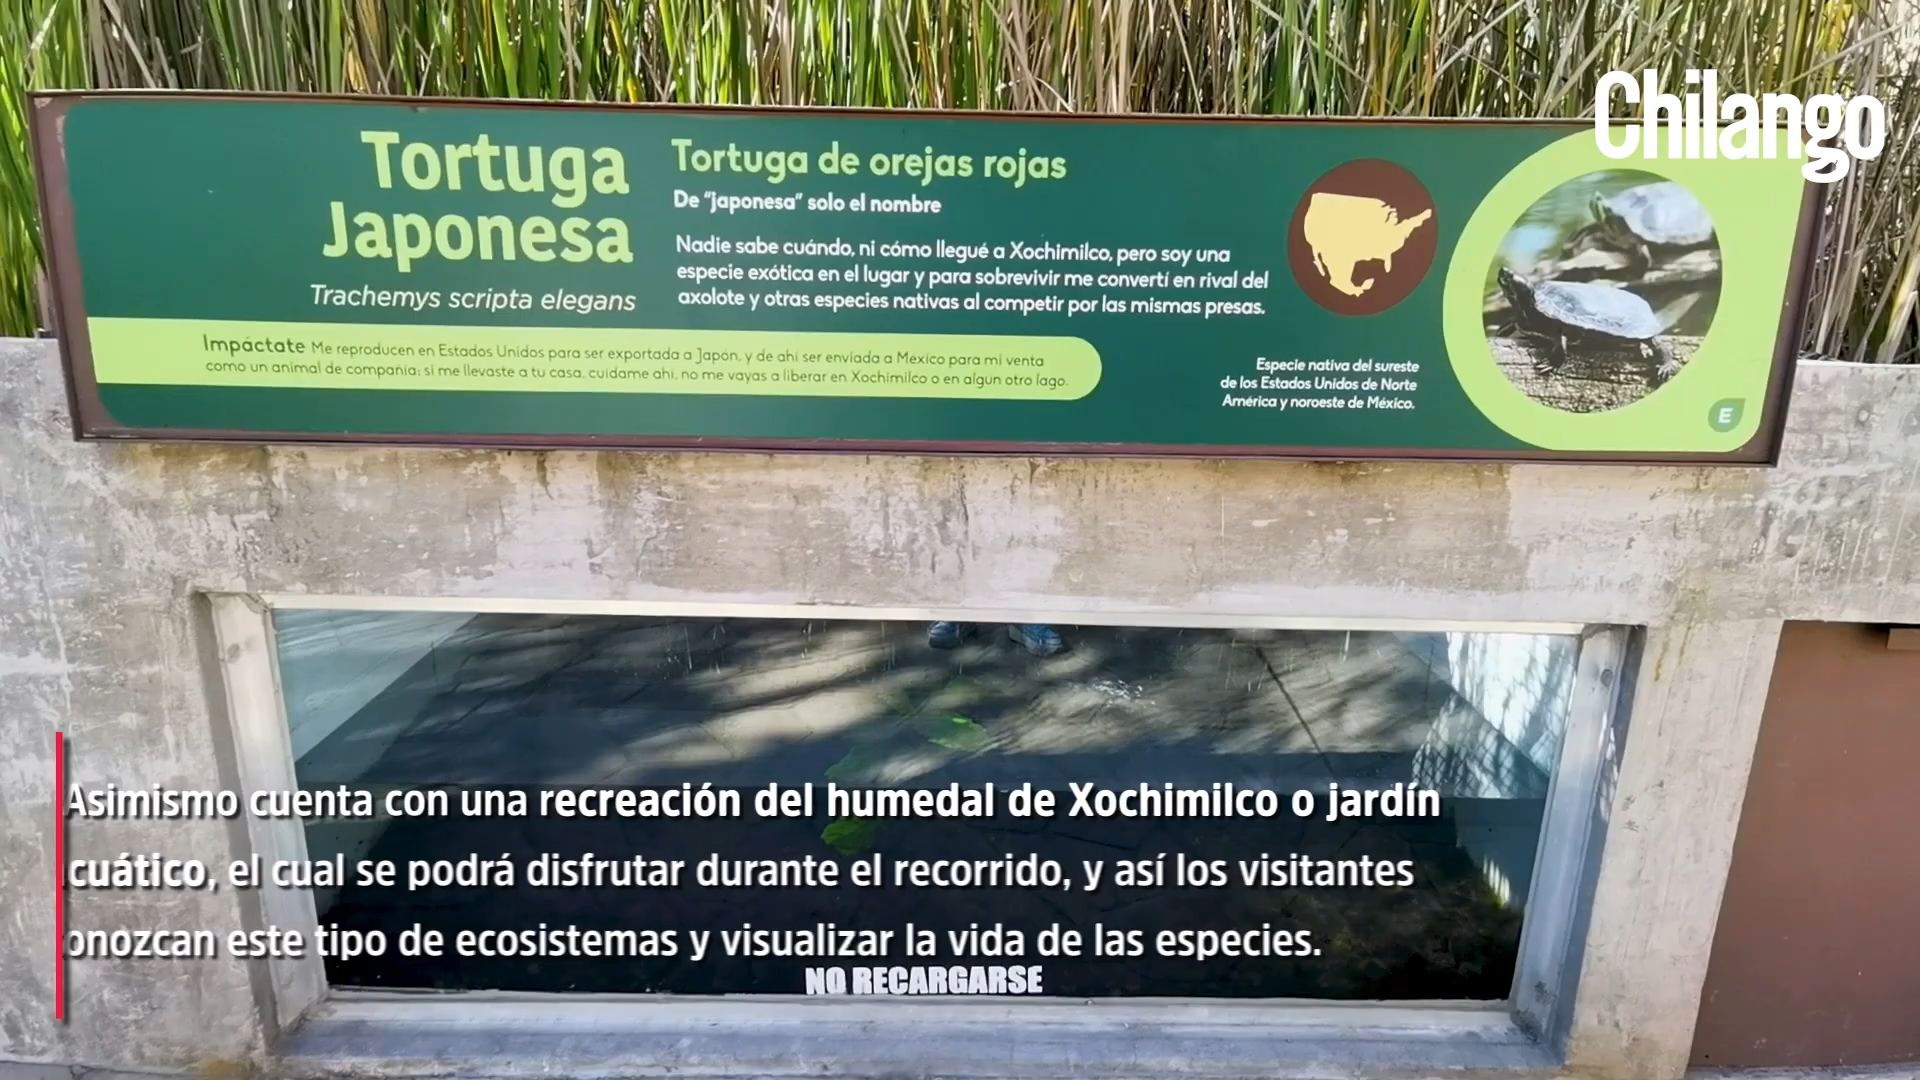 Chilango
Tortuga
Japonesa
Trachemys scripta elegans
Tortuga de orejas rojas
De "japonesa" solo el nombre
Nadie sabe cuándo, ni cómo llegué a Xochimilco, pero soy una
especie exótica en el lugar y para sobrevivir me convertí en rival del
axolote y otras especies nativas al competir por las mismas presas.
Impáctate Me reproducen en Estados Unidos para ser exportada a Japón, y de ahí ser enviada a México para mi venta
como un animal de compañía; si me llevaste a tu casa, cuídame ahí, no me vayas a liberar en Xochimilco o en algún otro lago.
Especie nativa del sureste
de los Estados Unidos de Norte
América y noroeste de México.
E
Asimismo cuenta con una recreación del humedal de Xochimilco o jardín
cuático, el cual se podrá disfrutar durante el recorrido, y así los visitantes
onozcan este tipo de ecosistemas y visualizar la vida de las especies.
NO RECARGARSE